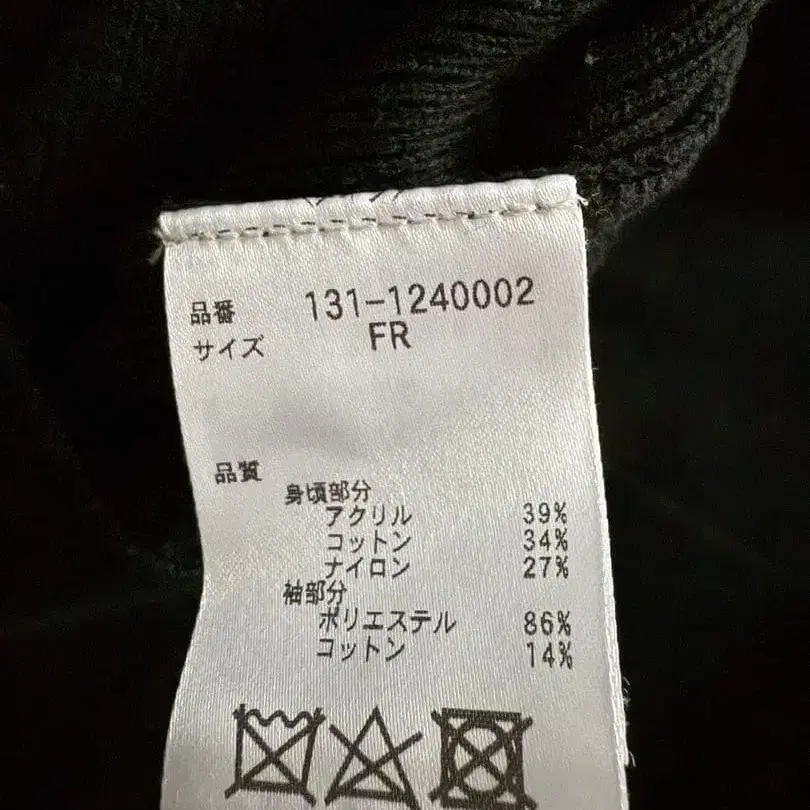 品番 131-1240002
サイズ FR
品質
身頃部分
アクリル 39%
コットン 34%
ナイロン 27%
袖部分
ポリエステル 86%
コットン 14%